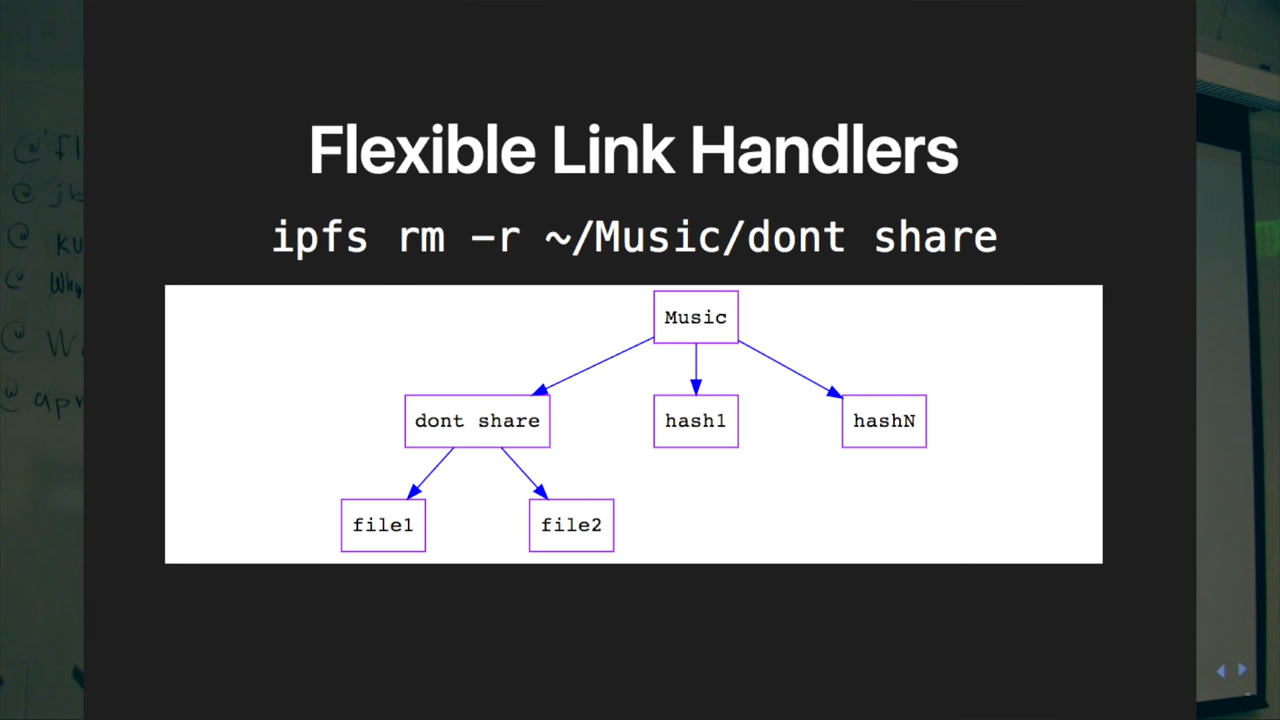 Flexible Link Handlers
ipfs rm -r ~/Music/dont share
Music
dont share
hash1
hashN
file1
file2